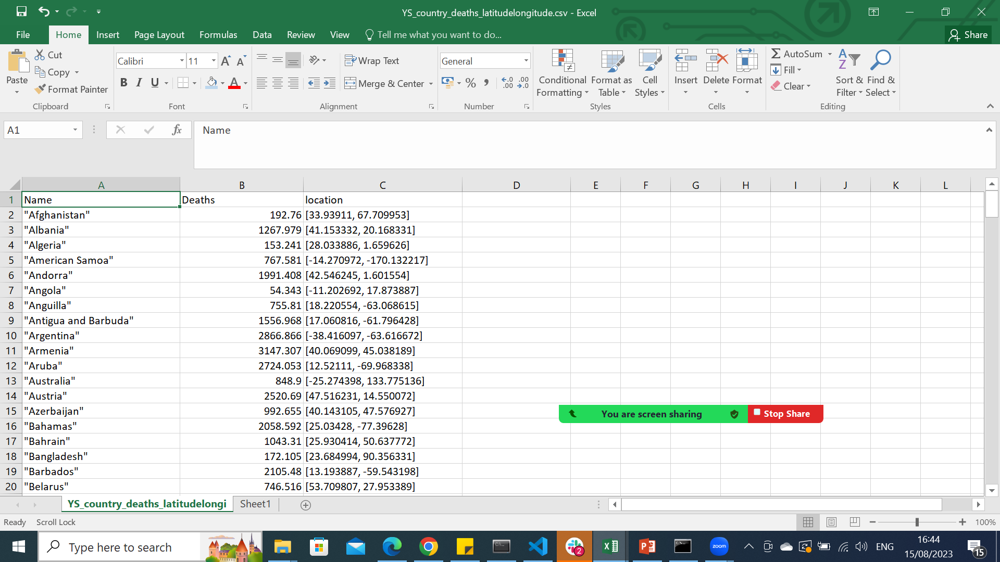 YS_country_deaths_latitudelongitude.csv - Excel
File Home Insert Page Layout Formulas Data Review View Tell me what you want to do... Share
Paste Cut Copy Format Painter Clipboard
Calibri 11 B I U Font
Wrap Text Merge & Center Alignment
General % Number
Conditional Formatting Format as Table Cell Styles Styles
Insert Delete Format Cells
AutoSum Fill Clear Sort & Filter Find & Select Editing
A1 fx Name
A B C D E F G H I J K L
1 Name Deaths location
2 "Afghanistan" 192.76 [33.93911, 67.709953]
3 "Albania" 1267.979 [41.153332, 20.168331]
4 "Algeria" 153.241 [28.033886, 1.659626]
5 "American Samoa" 767.581 [-14.270972, -170.132217]
6 "Andorra" 1991.408 [42.546245, 1.601554]
7 "Angola" 54.343 [-11.202692, 17.873887]
8 "Anguilla" 755.81 [18.220554, -63.068615]
9 "Antigua and Barbuda" 1556.968 [17.060816, -61.796428]
10 "Argentina" 2866.866 [-38.416097, -63.616672]
11 "Armenia" 3147.307 [40.069099, 45.038189]
12 "Aruba" 2724.053 [12.52111, -69.968338]
13 "Australia" 848.9 [-25.274398, 133.775136]
14 "Austria" 2520.69 [47.516231, 14.550072]
15 "Azerbaijan" 992.655 [40.143105, 47.576927]
You are screen sharing Stop Share
16 "Bahamas" 2058.592 [25.03428, -77.39628]
17 "Bahrain" 1043.31 [25.930414, 50.637772]
18 "Bangladesh" 172.105 [23.684994, 90.356331]
19 "Barbados" 2105.48 [13.193887, -59.543198]
20 "Belarus" 746.516 [53.709807, 27.953389]
YS_country_deaths_latitudelongi Sheet1
Ready Scroll Lock 100%
Type here to search 2 zoom ENG 16:44 15
15/08/2023